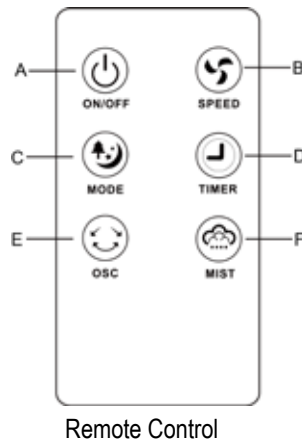 A B
ON/OFF SPEED
C D
MODE TIMER
E F
OSC MIST
Remote Control